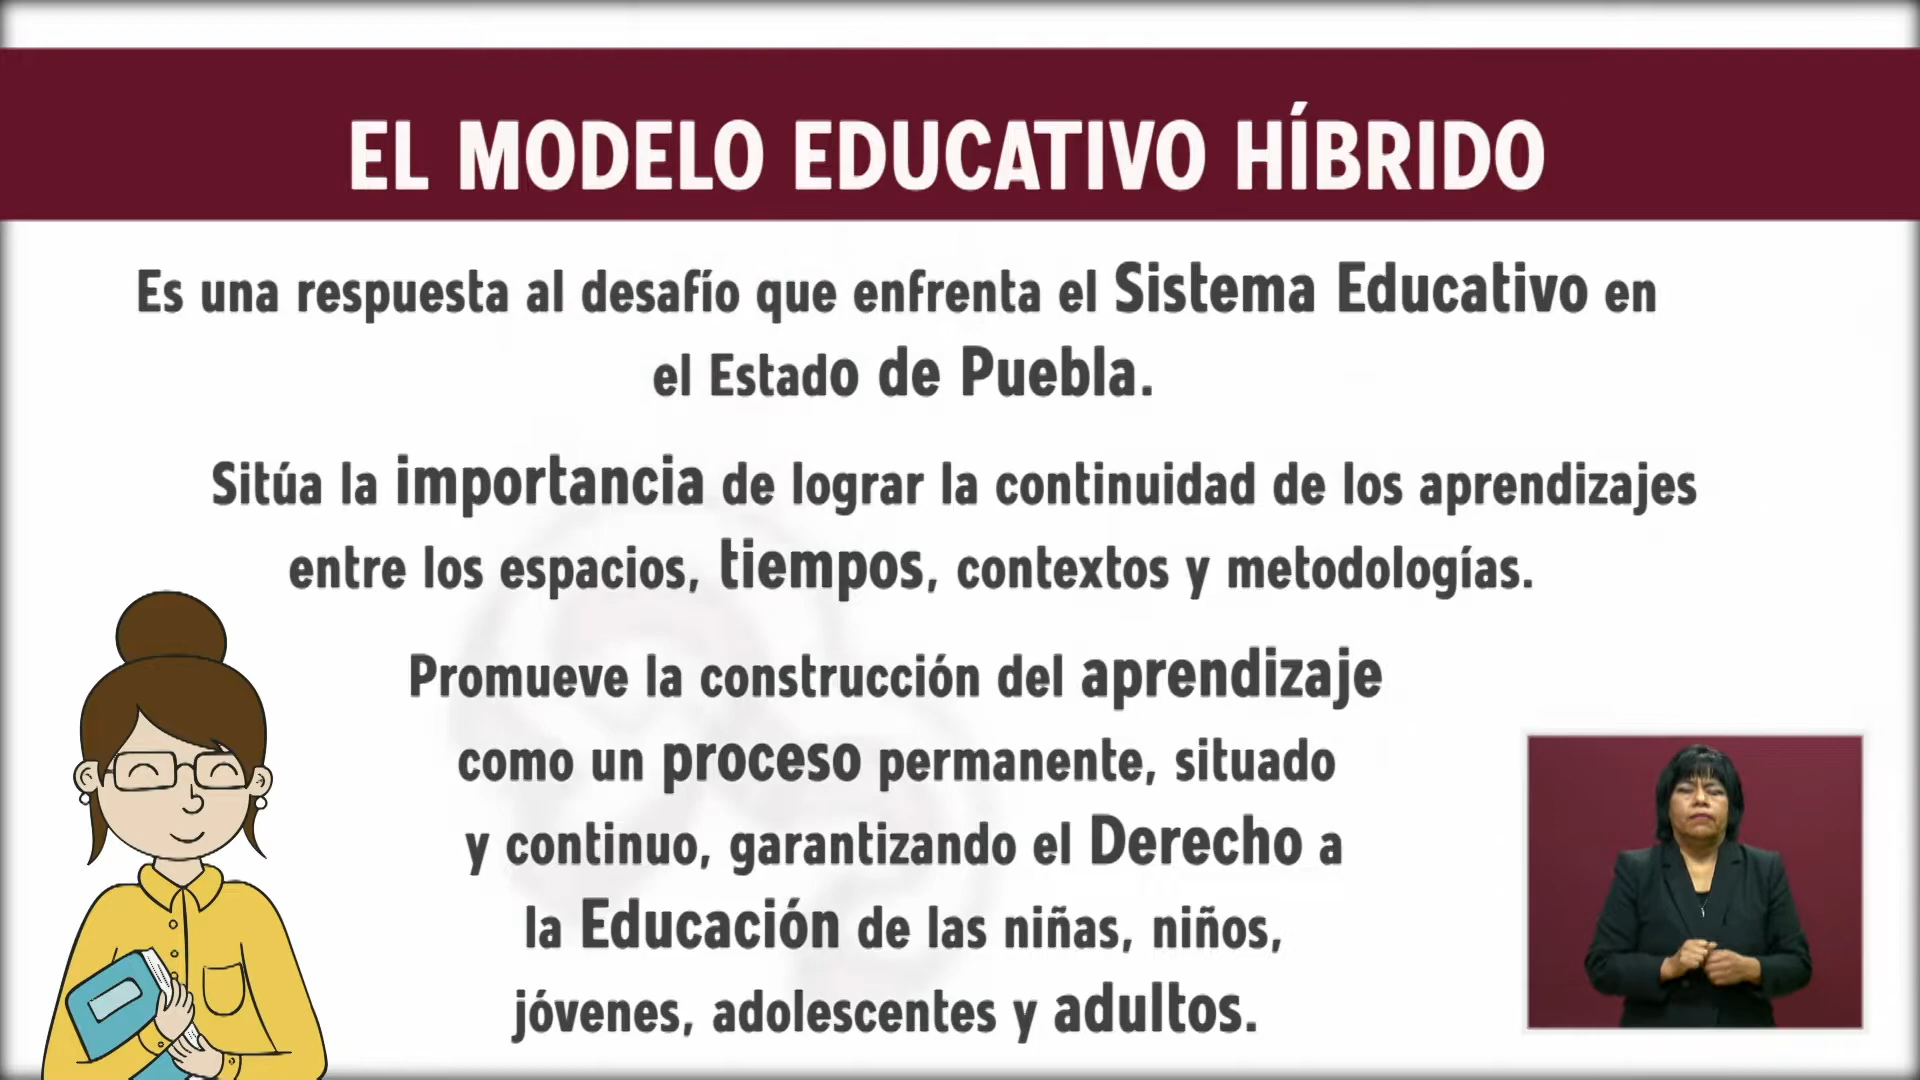 EL MODELO EDUCATIVO HÍBRIDO
Es una respuesta al desafío que enfrenta el Sistema Educativo en
el Estado de Puebla.
Sitúa la importancia de lograr la continuidad de los aprendizajes
entre los espacios, tiempos, contextos y metodologías.
Promueve la construcción del aprendizaje
como un proceso permanente, situado
y continuo, garantizando el Derecho a
la Educación de las niñas, niños,
jóvenes, adolescentes y adultos.